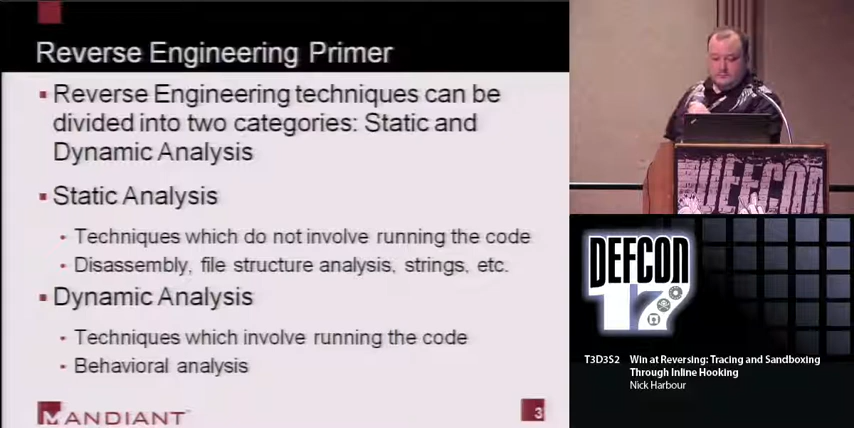 Reverse Engineering Primer
Reverse Engineering techniques can be
divided into two categories: Static and
Dynamic Analysis
Static Analysis
Techniques which do not involve running the code
Disassembly, file structure analysis, strings, etc.
Dynamic Analysis
Techniques which involve running the code
Behavioral analysis
MANDIANT
3
DEFCON
DEFCON
17
T3D3S2 Win at Reversing: Tracing and Sandboxing
Through Inline Hooking
Nick Harbour